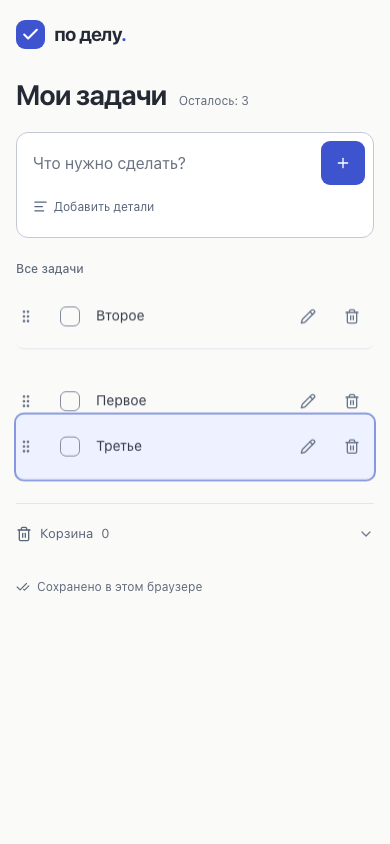 по делу.
Мои задачи Осталось: 3
Что нужно сделать?
Добавить детали
Все задачи
Второе
Первое
Третье
Корзина 0
Сохранено в этом браузере